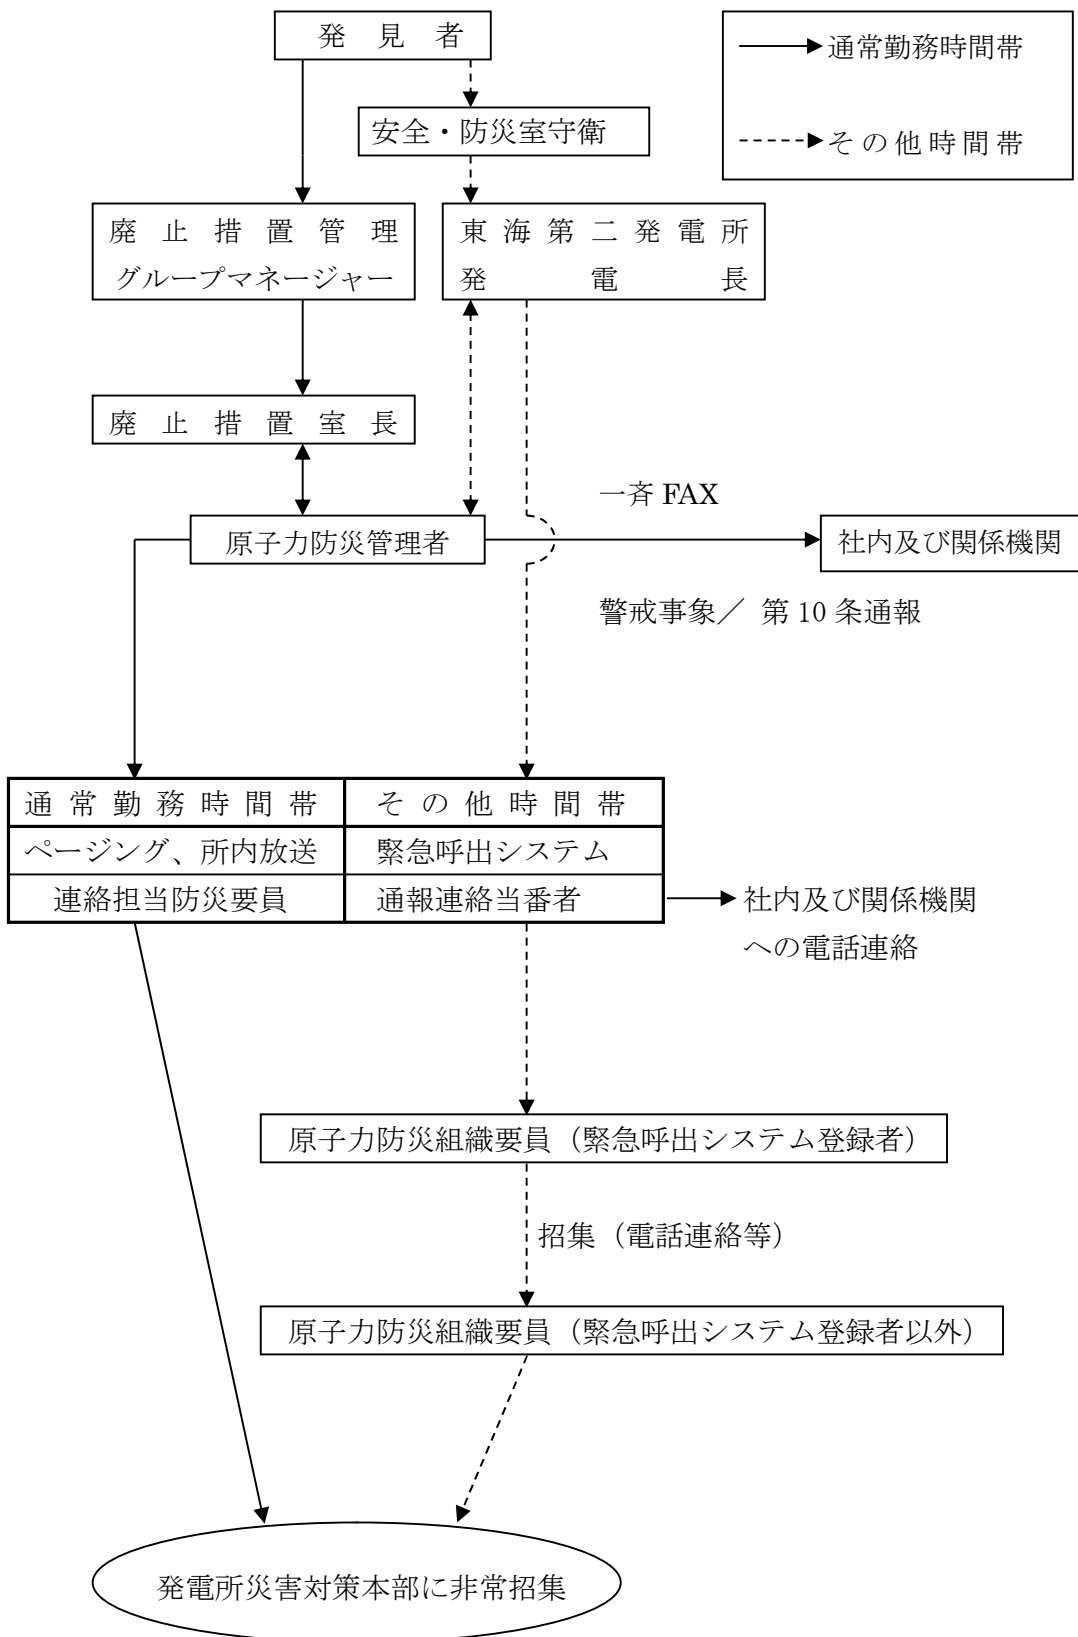 発見者
通常勤務時間帯
その他時間帯
安全・防災室守衛
廃止措置管理
グループマネージャー
東海第二発電所
発電長
廃止措置室長
一斉 FAX
原子力防災管理者
社内及び関係機関
警戒事象／ 第 10 条通報
通常勤務時間帯
その他時間帯
ページング、所内放送
緊急呼出システム
連絡担当防災要員
通報連絡当番者
社内及び関係機関
への電話連絡
原子力防災組織要員（緊急呼出システム登録者）
招集（電話連絡等）
原子力防災組織要員（緊急呼出システム登録者以外）
発電所災害対策本部に非常招集